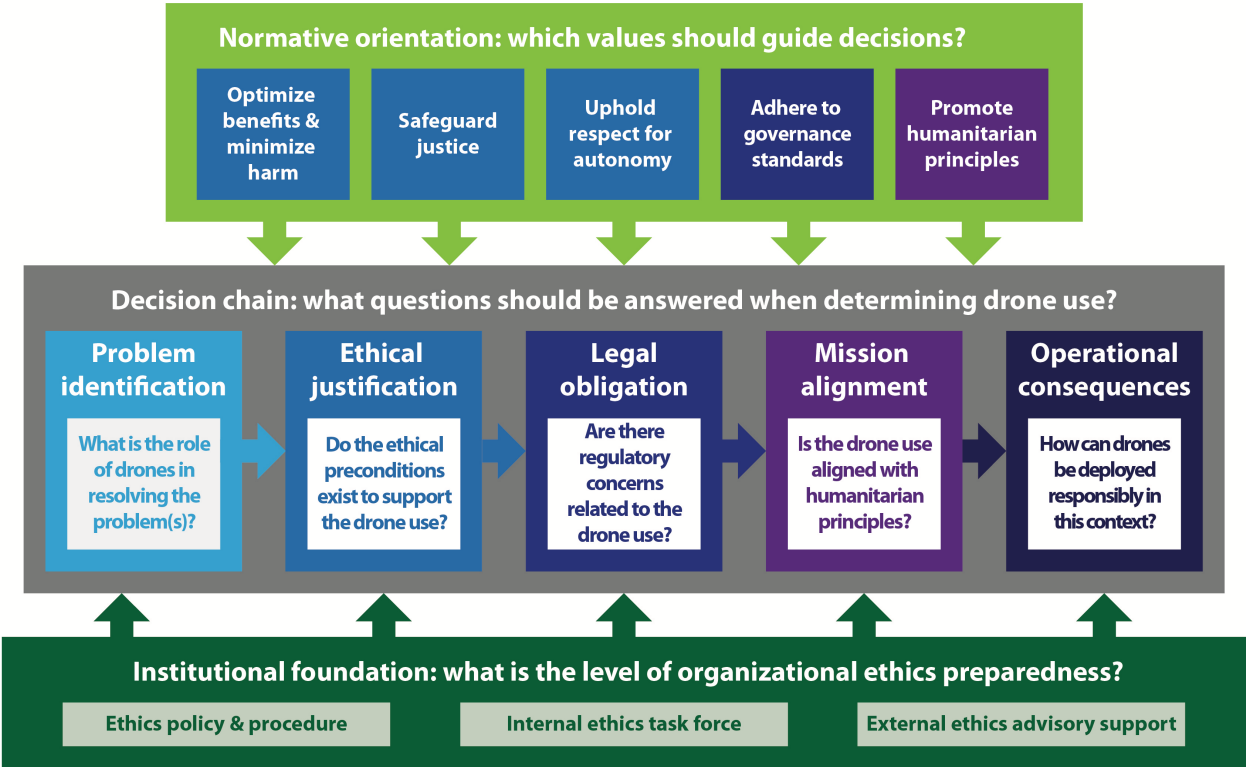 Normative orientation: which values should guide decisions?
Optimize
benefits &
minimize
harm
Safeguard
justice
Uphold
respect for
autonomy
Adhere to
governance
standards
Promote
humanitarian
principles
Decision chain: what questions should be answered when determining drone use?
Problem
identification
What is the role
of drones in
resolving the
problem(s)?
Ethical
justification
Do the ethical
preconditions
exist to support
the drone use?
Legal
obligation
Are there
regulatory
concerns
related to the
drone use?
Mission
alignment
Is the drone use
aligned with
humanitarian
principles?
Operational
consequences
How can drones
be deployed
responsibly in
this context?
Institutional foundation: what is the level of organizational ethics preparedness?
Ethics policy & procedure
Internal ethics task force
External ethics advisory support